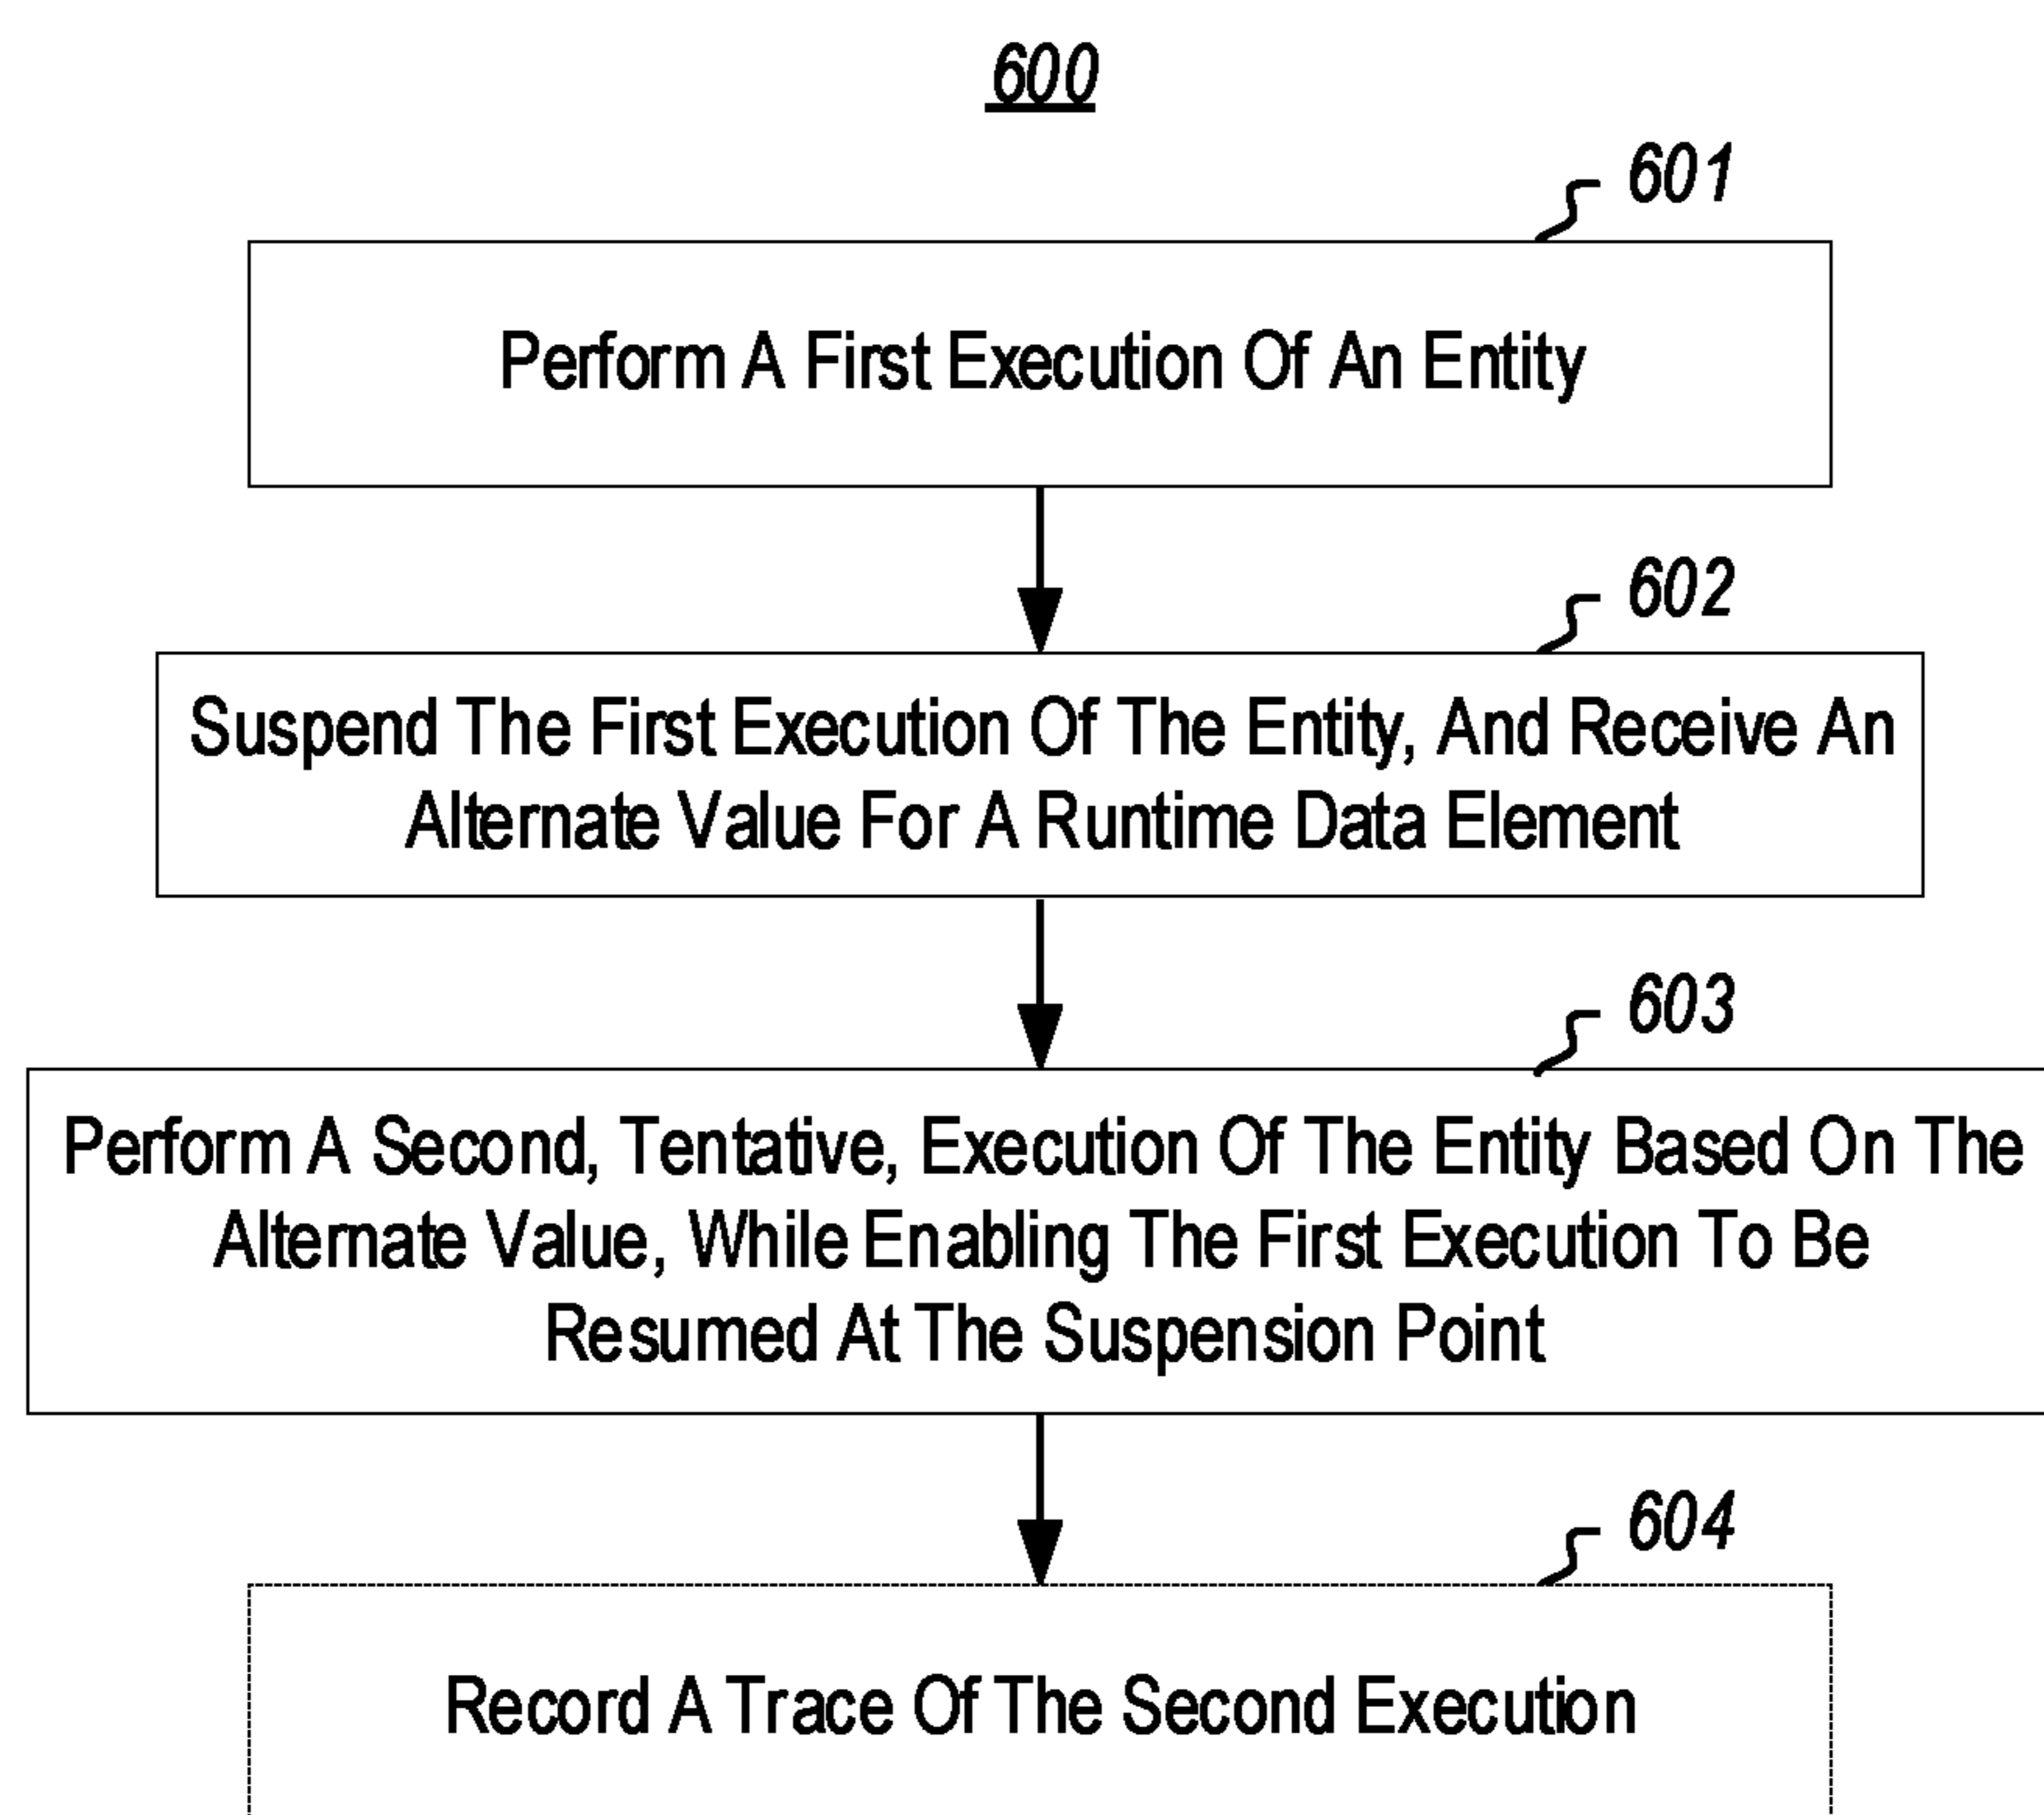 600
601
Perform A First Execution Of An Entity
602
Suspend The First Execution Of The Entity, And Receive An
Alternate Value For A Runtime Data Element
603
Perform A Second, Tentative, Execution Of The Entity Based On The
Alternate Value, While Enabling The First Execution To Be
Resumed At The Suspension Point
604
Record A Trace Of The Second Execution